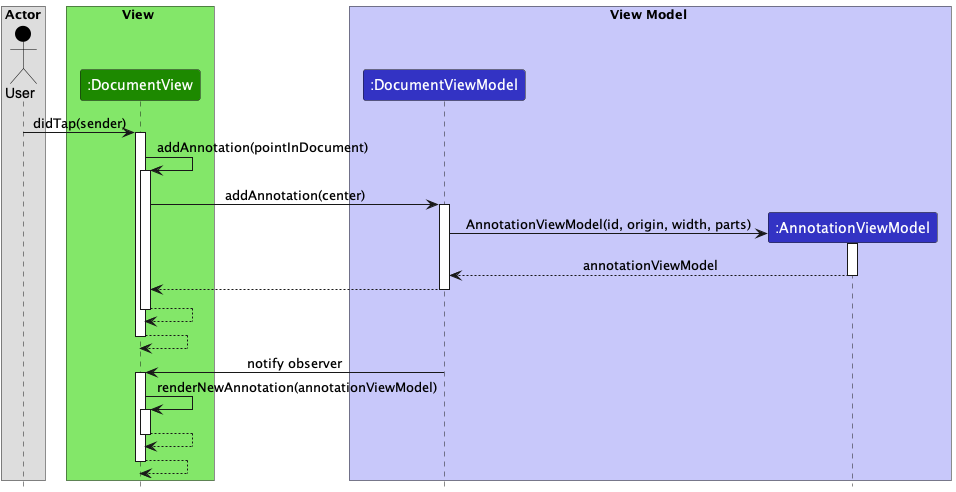 Actor
View
View Model
User
:DocumentView
:DocumentViewModel
didTap(sender)
addAnnotation(pointInDocument)
addAnnotation(center)
AnnotationViewModel(id, origin, width, parts)
:AnnotationViewModel
annotationViewModel
notify observer
renderNewAnnotation(annotationViewModel)